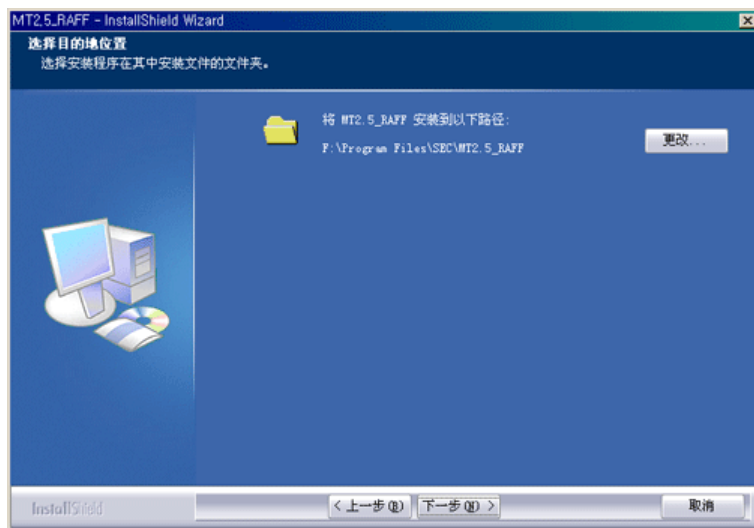 MT2.5_RAFF - InstallShield Wizard
选择目的地位置
选择安装程序在其中安装文件的文件夹。
将 MT2.5_RAFF 安装到以下路径:
F:\Program Files\SEC\MT2.5_RAFF
更改...
InstallShield
< 上一步(B)
下一步(N) >
取消